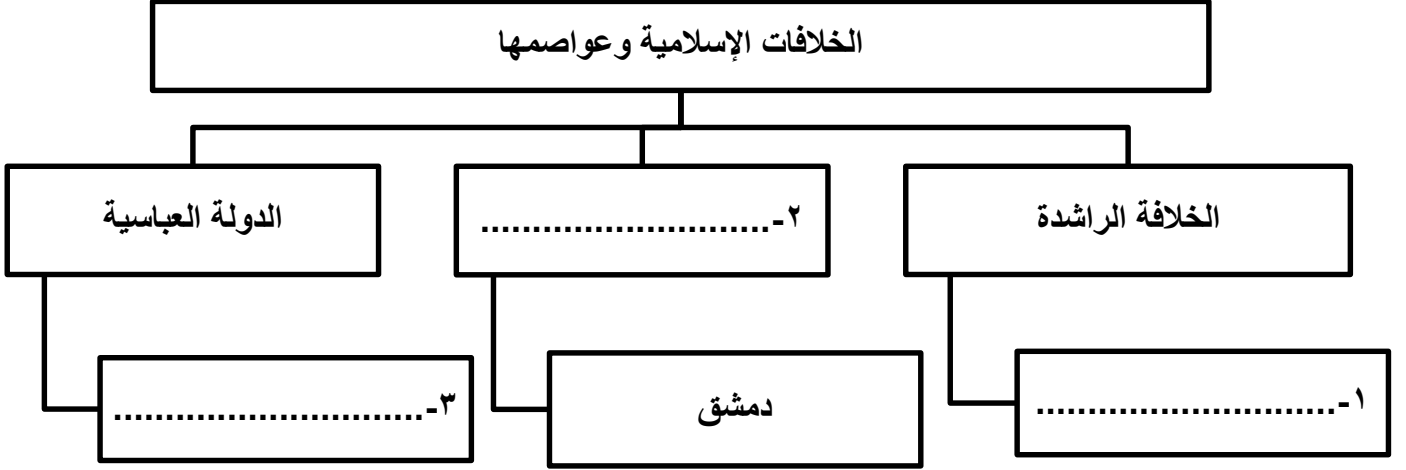 الخلافات الإسلامية وعواصمها
الخلافة الراشدة
٢-............................
الدولة العباسية
١-.............................
دمشق
٣-..............................